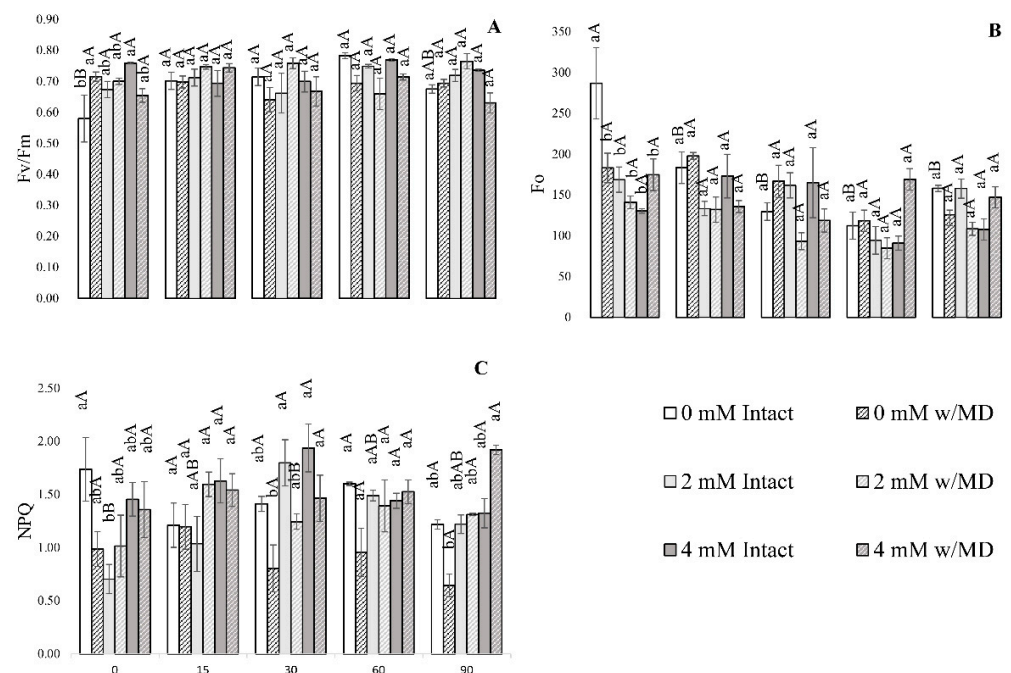 A
0.90
0.80
0.70
0.60
0.50
0.40
0.30
0.20
0.10
0.00
Fv/Fm
bB aA abA abA aA abA
aA aA aA aA aA aA
aA aA aA aA aA aA
aA aA aA aA aA aA
aAB aA aA aA aA aA
B
350
300
250
200
150
100
50
0
Fo
aA bA bA bA bA bA
aB aA aA aA aA aA
aB aA aA aA aA aA
aB aA aA aA aA aA
aB aA aA aA aA aA
C
2.50
2.00
1.50
1.00
0.50
0.00
NPQ
aA abA bB abA abA abA
aA aA aAB aA aA aA
abA bA aA abB aA aA
aA aA aAB aA aA aA
abA bA abAB abA abA aA
0 15 30 60 90
0 mM Intact 0 mM w/MD
2 mM Intact 2 mM w/MD
4 mM Intact 4 mM w/MD